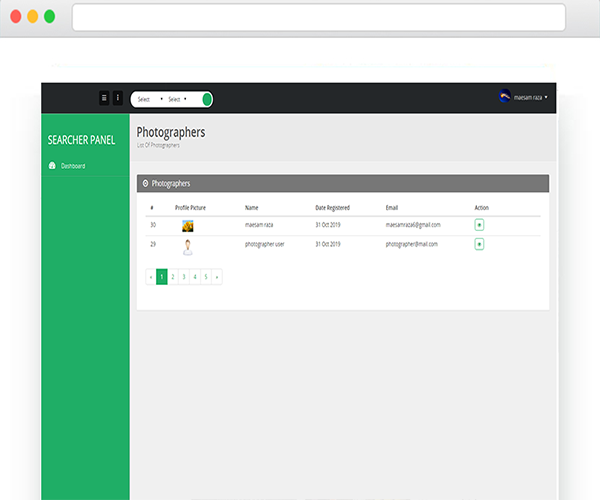 Select Select maesam raza
SEARCHER PANEL
Dashboard
Photographers
List Of Photographers
Photographers
# Profile Picture Name Date Registered Email Action
30 maesam raza 31 Oct 2019 maesamraza6@gmail.com
29 photographer user 31 Oct 2019 photographer@mail.com
« 1 2 3 4 5 »